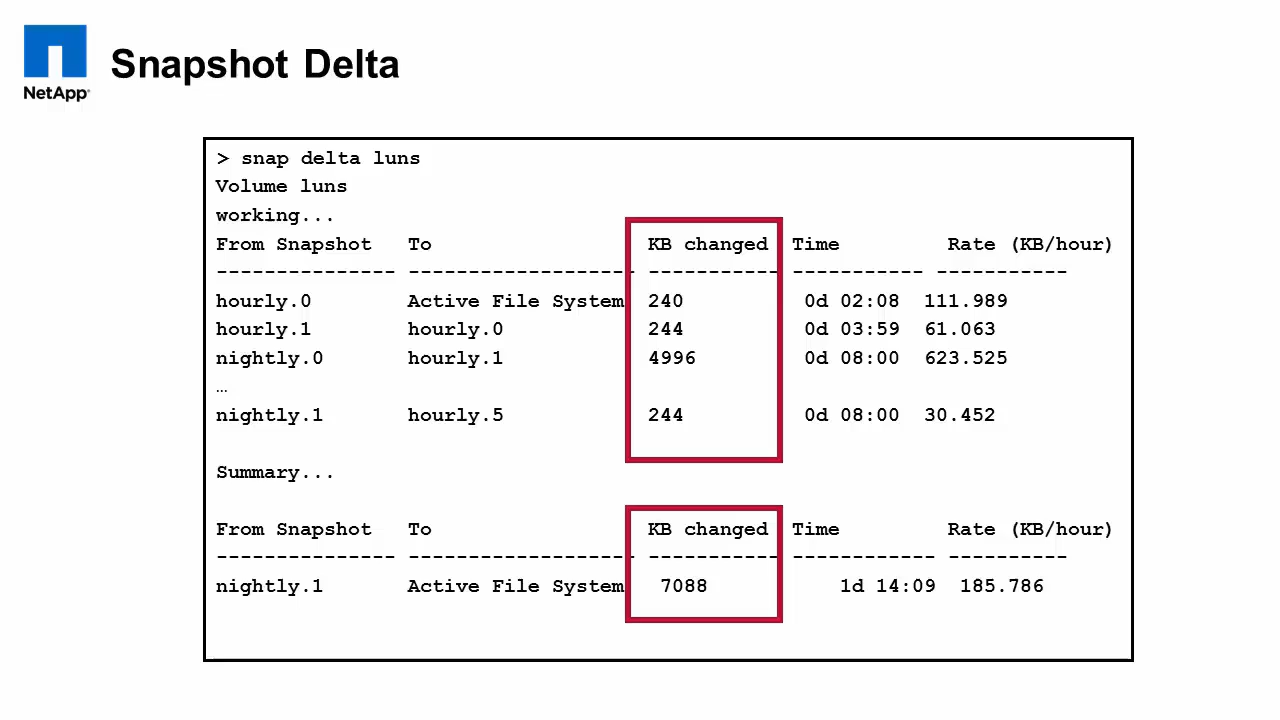 NetApp®
Snapshot Delta
> snap delta luns
Volume luns
working...
From Snapshot To KB changed Time Rate (KB/hour)
--------------- ------------------- ----------- ----------- -----------
hourly.0 Active File System 240 0d 02:08 111.989
hourly.1 hourly.0 244 0d 03:59 61.063
nightly.0 hourly.1 4996 0d 08:00 623.525
…
nightly.1 hourly.5 244 0d 08:00 30.452
Summary...
From Snapshot To KB changed Time Rate (KB/hour)
--------------- ------------------- ----------- ------------ ----------
nightly.1 Active File System 7088 1d 14:09 185.786